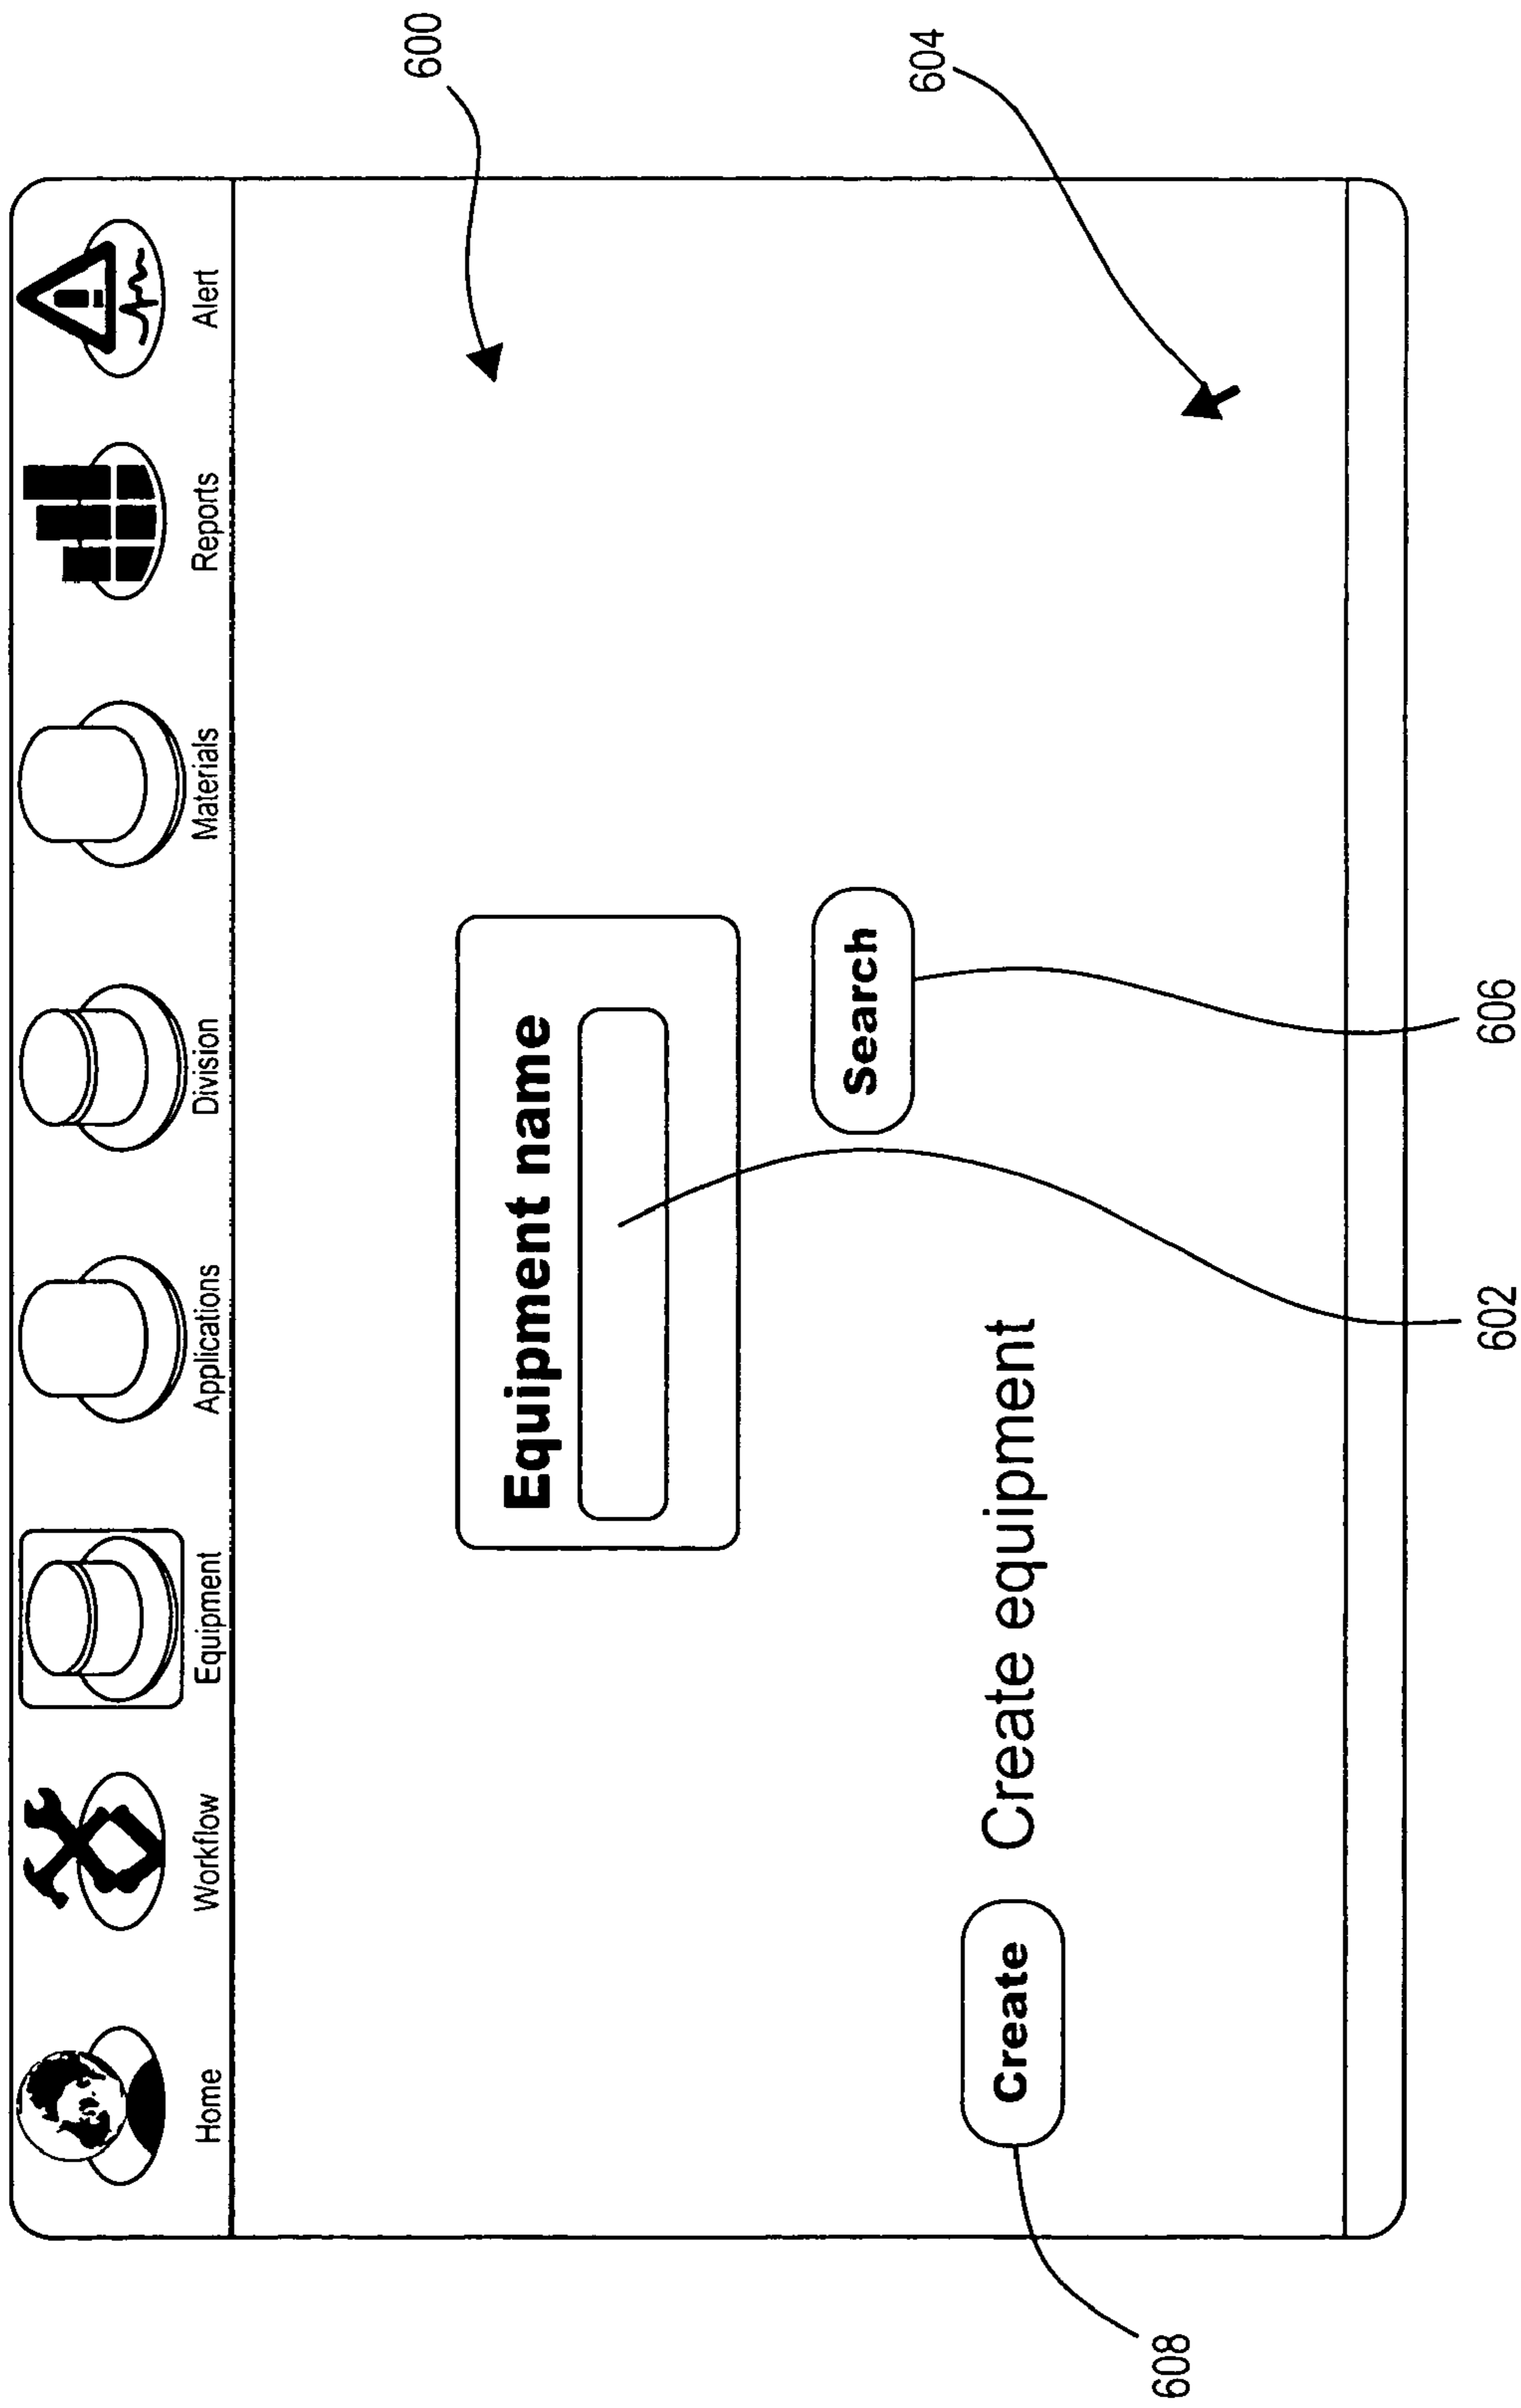 600
604
Home Workflow Equipment Applications Division Materials Reports Alert
Equipment name
Search
Create Create equipment
608
602
606